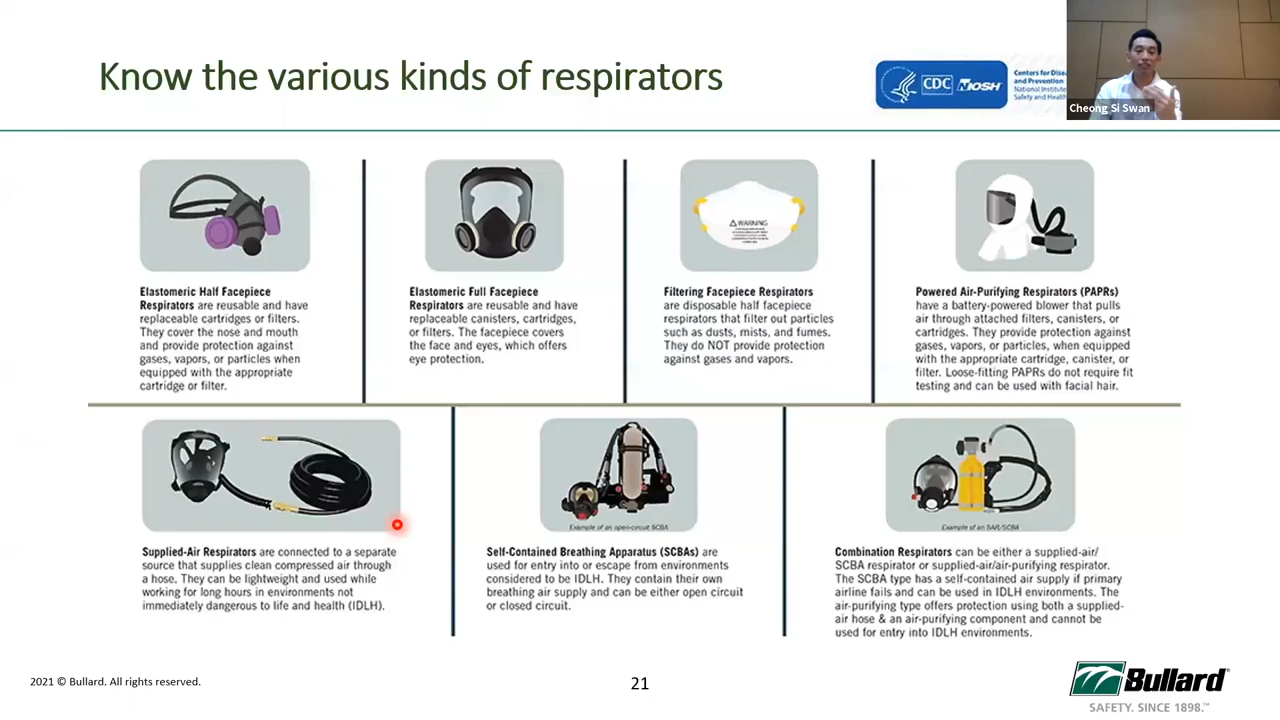 Know the various kinds of respirators
CDC NIOSH
Centers for Dise
and Prevention
National Institute
Safety and Health
Cheong Si Swan
WARNING
Elastomeric Half Facepiece
Respirators are reusable and have
replaceable cartridges or filters.
They cover the nose and mouth
and provide protection against
gases, vapors, or particles when
equipped with the appropriate
cartridge or filter.
Elastomeric Full Facepiece
Respirators are reusable and have
replaceable canisters, cartridges,
or filters. The facepiece covers
the face and eyes, which offers
eye protection.
Filtering Facepiece Respirators
are disposable half facepiece
respirators that filter out particles
such as dusts, mists, and fumes.
They do NOT provide protection
against gases and vapors.
Powered Air-Purifying Respirators (PAPRs)
have a battery-powered blower that pulls
air through attached filters, canisters, or
cartridges. They provide protection against
gases, vapors, or particles, when equipped
with the appropriate cartridge, canister, or
filter. Loose-fitting PAPRs do not require fit
testing and can be used with facial hair.
Supplied-Air Respirators are connected to a separate
source that supplies clean compressed air through
a hose. They can be lightweight and used while
working for long hours in environments not
immediately dangerous to life and health (IDLH).
Example of an open-circuit SCBA
Self-Contained Breathing Apparatus (SCBAs) are
used for entry into or escape from environments
considered to be IDLH. They contain their own
breathing air supply and can be either open circuit
or closed circuit.
Example of an SAR/SCBA
Combination Respirators can be either a supplied-air/
SCBA respirator or supplied-air/air-purifying respirator.
The SCBA type has a self-contained air supply if primary
airline fails and can be used in IDLH environments. The
air-purifying type offers protection using both a supplied-
air hose & an air-purifying component and cannot be
used for entry into IDLH environments.
2021 © Bullard. All rights reserved.
21
Bullard®
SAFETY. SINCE 1898.™